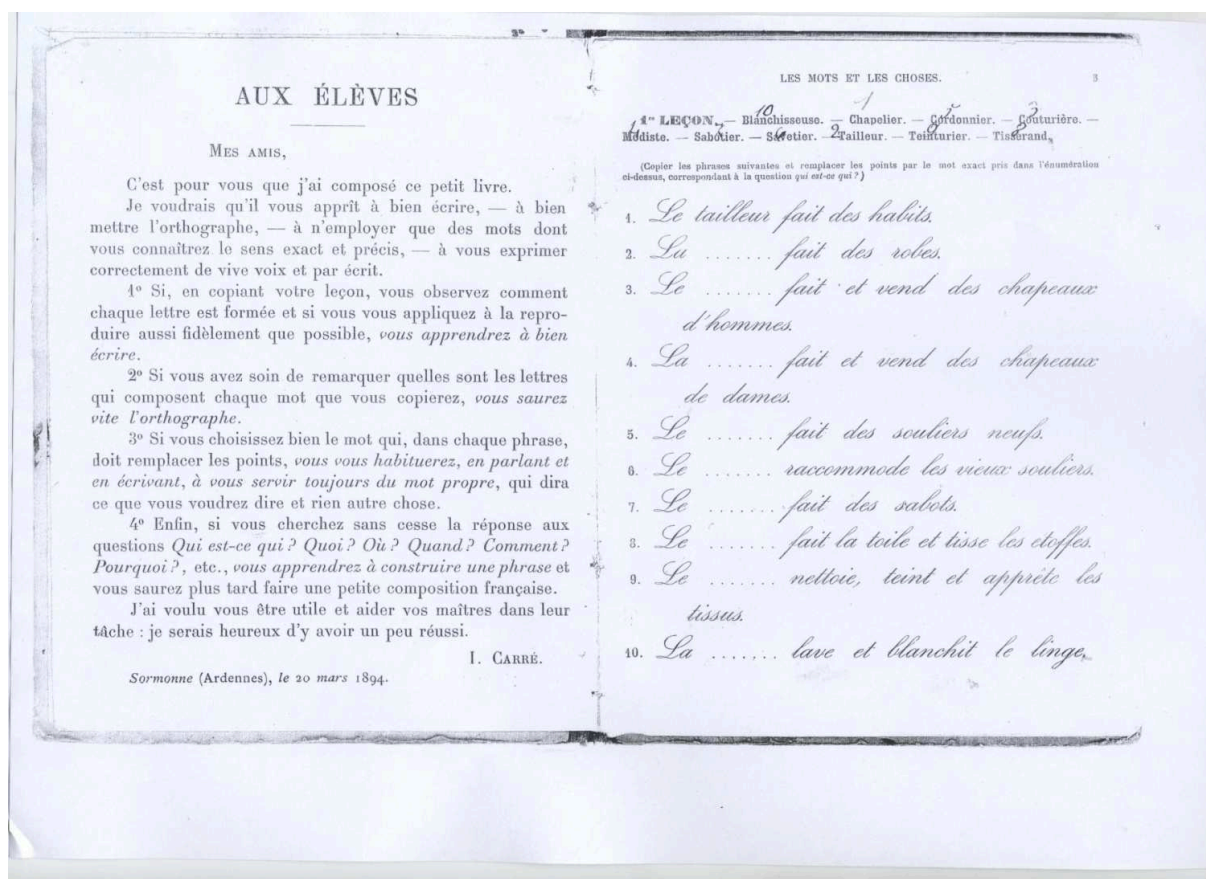 AUX ÉLÈVES
MES AMIS,
C'est pour vous que j'ai composé ce petit livre.
Je voudrais qu'il vous apprît à bien écrire, — à bien
mettre l'orthographe, — à n'employer que des mots dont
vous connaîtrez le sens exact et précis, — à vous exprimer
correctement de vive voix et par écrit.
1º Si, en copiant votre leçon, vous observez comment
chaque lettre est formée et si vous vous appliquez à la repro-
duire aussi fidèlement que possible, vous apprendrez à bien
écrire.
2º Si vous avez soin de remarquer quelles sont les lettres
qui composent chaque mot que vous copierez, vous saurez
vite l'orthographe.
3º Si vous choisissez bien le mot qui, dans chaque phrase,
doit remplacer les points, vous vous habituerez, en parlant et
en écrivant, à vous servir toujours du mot propre, qui dira
ce que vous voudrez dire et rien autre chose.
4º Enfin, si vous cherchez sans cesse la réponse aux
questions Qui est-ce qui ? Quoi ? Où ? Quand ? Comment ?
Pourquoi ?, etc., vous apprendrez à construire une phrase et
vous saurez plus tard faire une petite composition française.
J'ai voulu vous être utile et aider vos maîtres dans leur
tâche : je serais heureux d'y avoir un peu réussi.
I. CARRÉ.
Sormonne (Ardennes), le 20 mars 1894.
LES MOTS ET LES CHOSES. 3
1re LEÇON. — Blanchisseuse. — Chapelier. — Cordonnier. — Couturière. —
Modiste. — Sabotier. — Savetier. — Tailleur. — Teinturier. — Tisserand.
(Copier les phrases suivantes et remplacer les points par le mot exact pris dans l'énumération
ci-dessus, correspondant à la question qui est-ce qui ?)
1. Le tailleur fait des habits.
2. La ....... fait des robes.
3. Le ....... fait et vend des chapeaux
d'hommes.
4. La ....... fait et vend des chapeaux
de dames.
5. Le ....... fait des souliers neufs.
6. Le ....... raccommode les vieux souliers.
7. Le ....... fait des sabots.
8. Le ....... fait la toile et tisse les étoffes.
9. Le ....... nettoie, teint et apprête les
tissus.
10. La ....... lave et blanchit le linge.